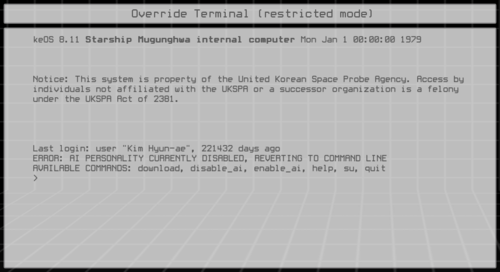 Override Terminal (restricted mode)
keOS 8.11 Starship Mugunghwa internal computer Mon Jan 1 00:00:00 1979
Notice: This system is property of the United Korean Space Probe Agency. Access by
individuals not affiliated with the UKSPA or a successor organization is a felony
under the UKSPA Act of 2381.
Last login: user "Kim Hyun-ae", 221432 days ago
ERROR: AI PERSONALITY CURRENTLY DISABLED, REVERTING TO COMMAND LINE
AVAILABLE COMMANDS: download, disable_ai, enable_ai, help, su, quit
>